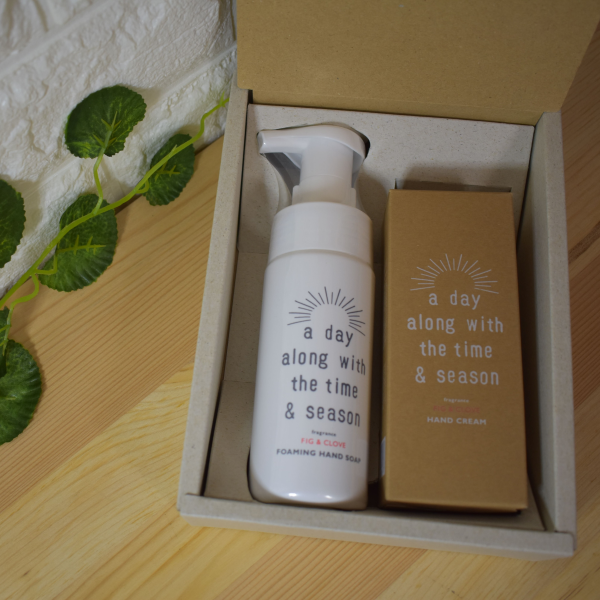 a day
along with
the time
& season
fragrance
FIG & CLOVE
FOAMING HAND SOAP
a day
along with
the time
& season
fragrance
HAND CREAM